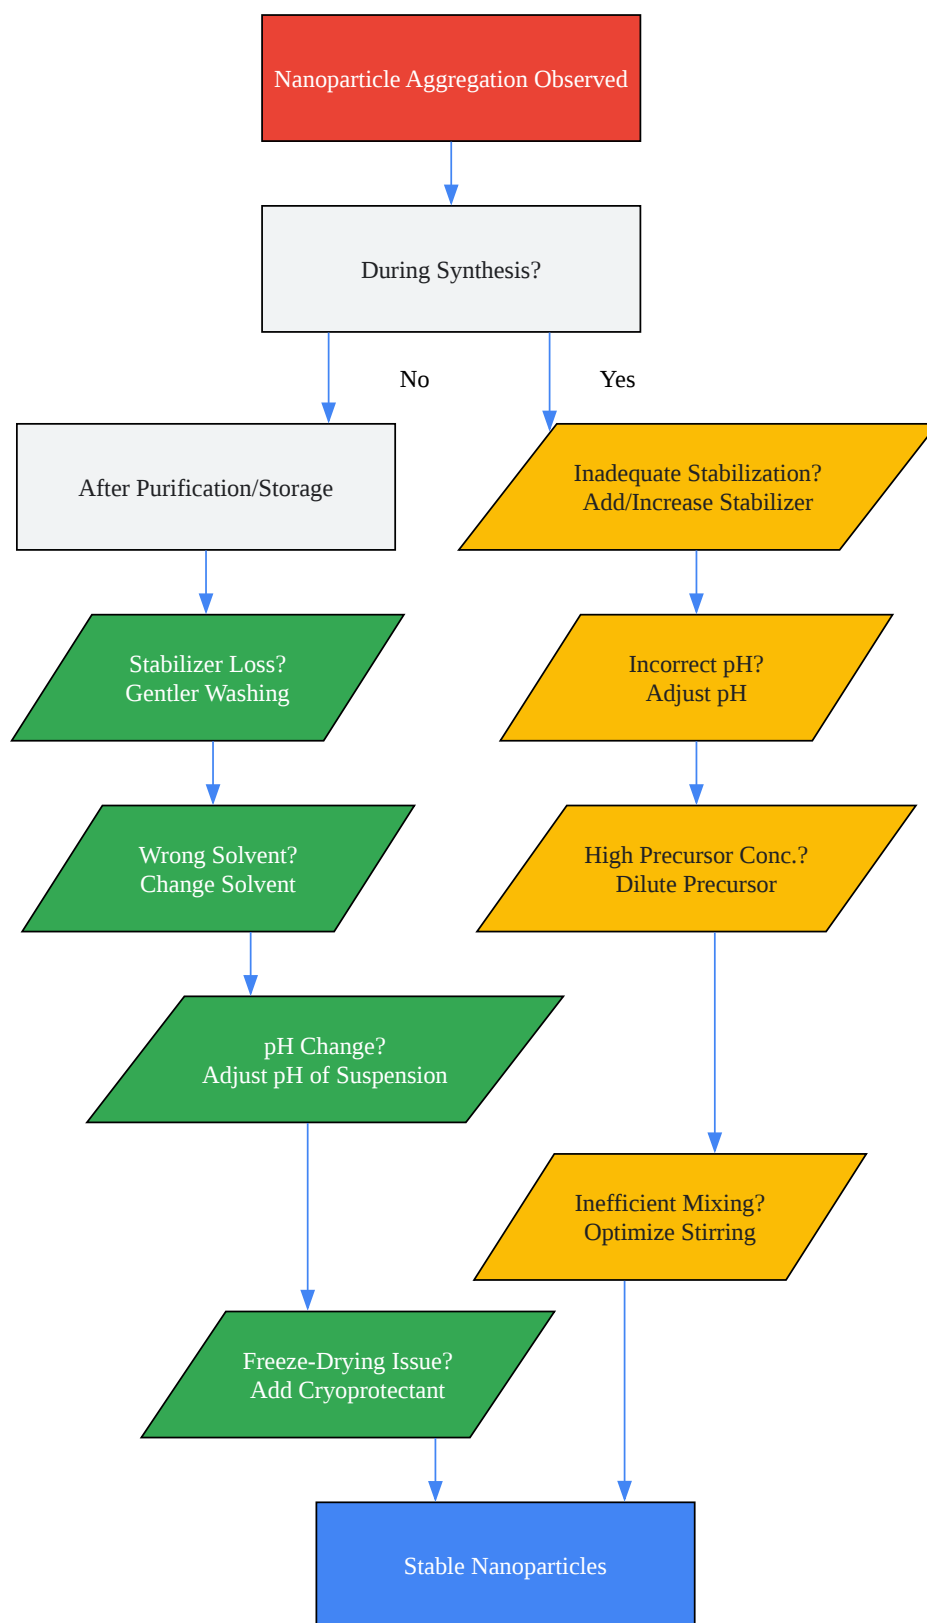 Nanoparticle Aggregation Observed
During Synthesis?
No
Yes
After Purification/Storage
Inadequate Stabilization?
Add/Increase Stabilizer
Stabilizer Loss?
Gentler Washing
Incorrect pH?
Adjust pH
Wrong Solvent?
Change Solvent
High Precursor Conc.?
Dilute Precursor
pH Change?
Adjust pH of Suspension
Inefficient Mixing?
Optimize Stirring
Freeze-Drying Issue?
Add Cryoprotectant
Stable Nanoparticles